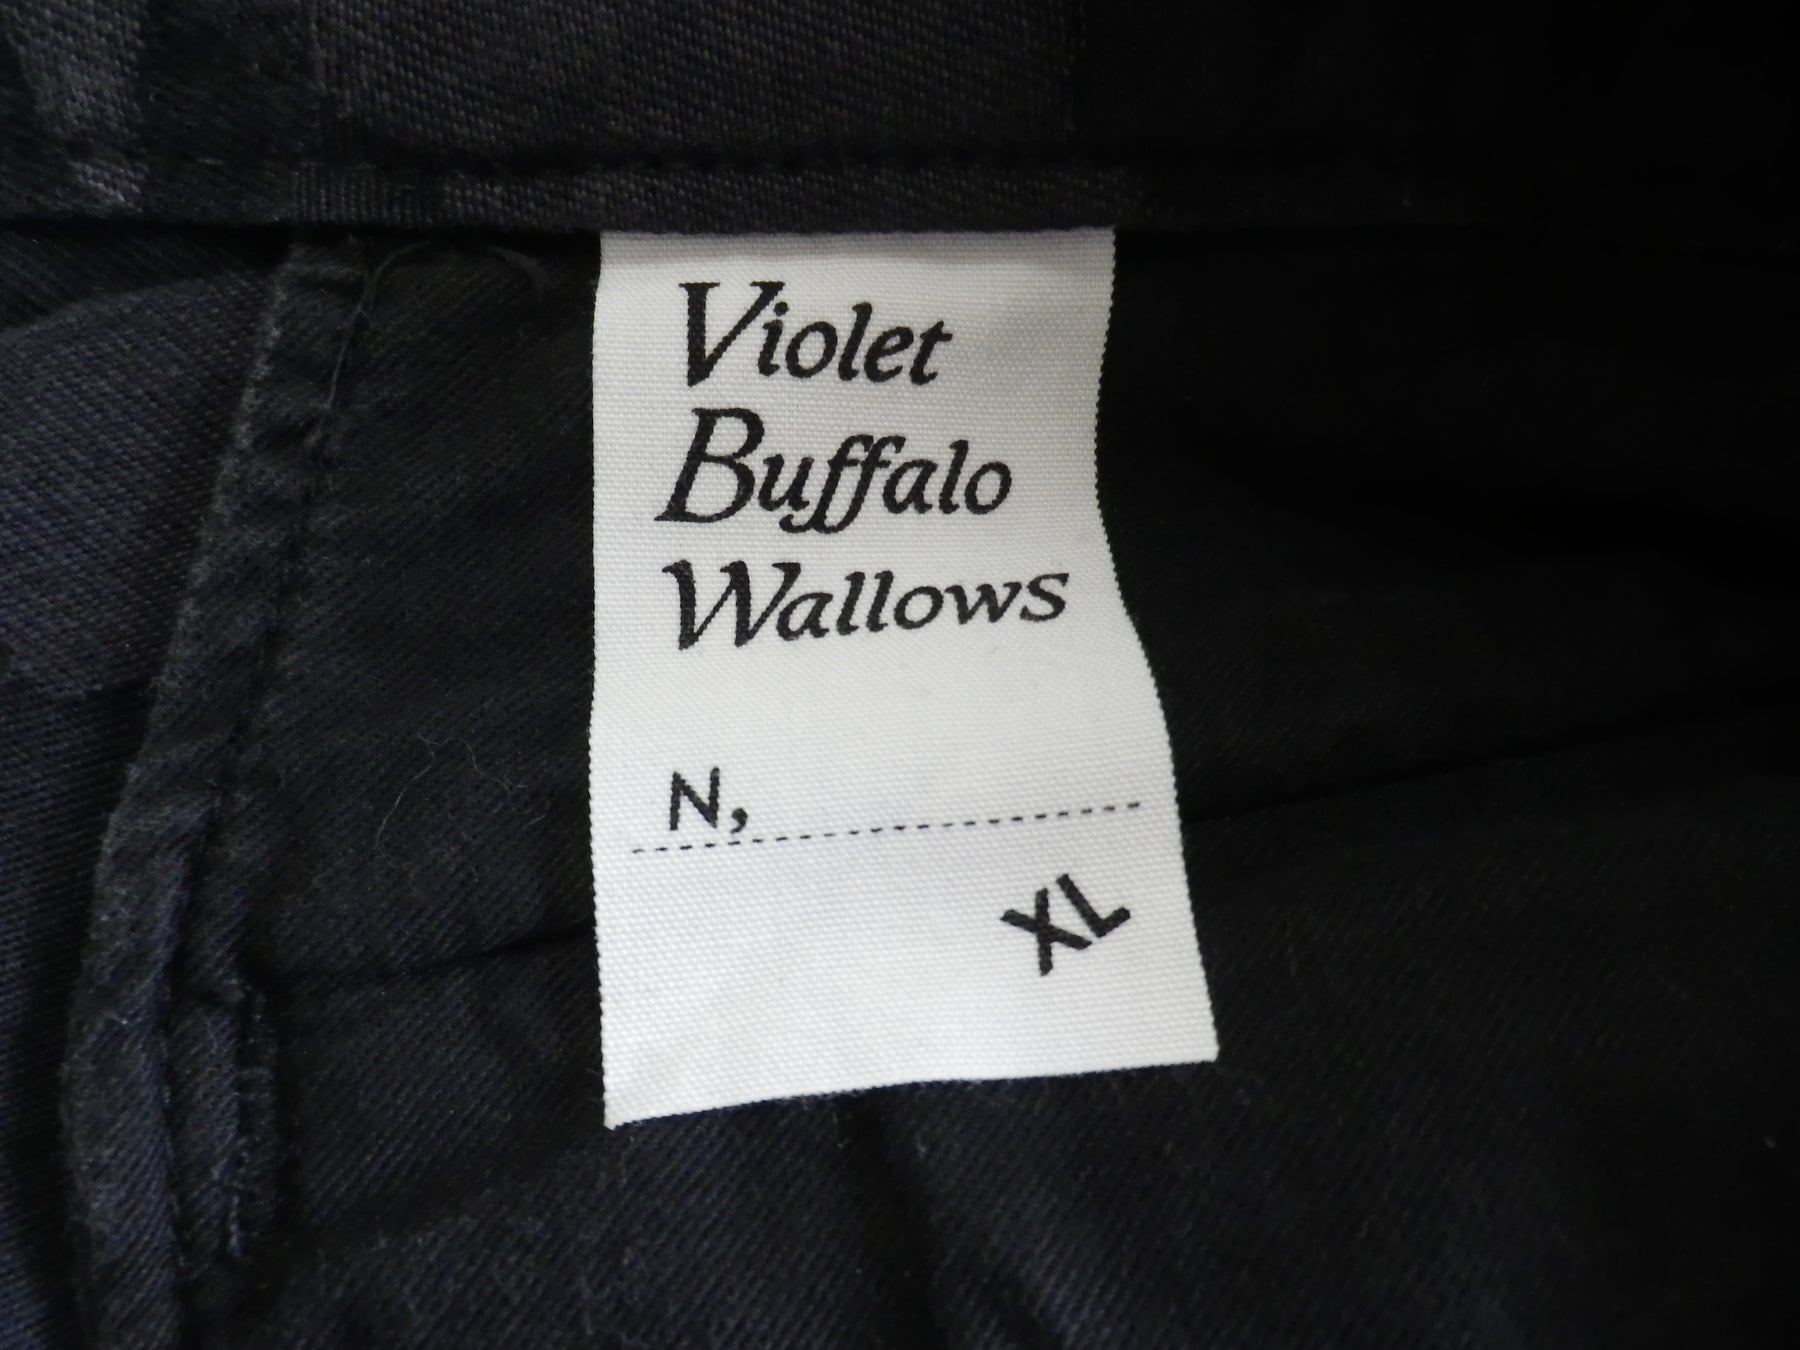 Violet
Buffalo
Wallows
N,
XL